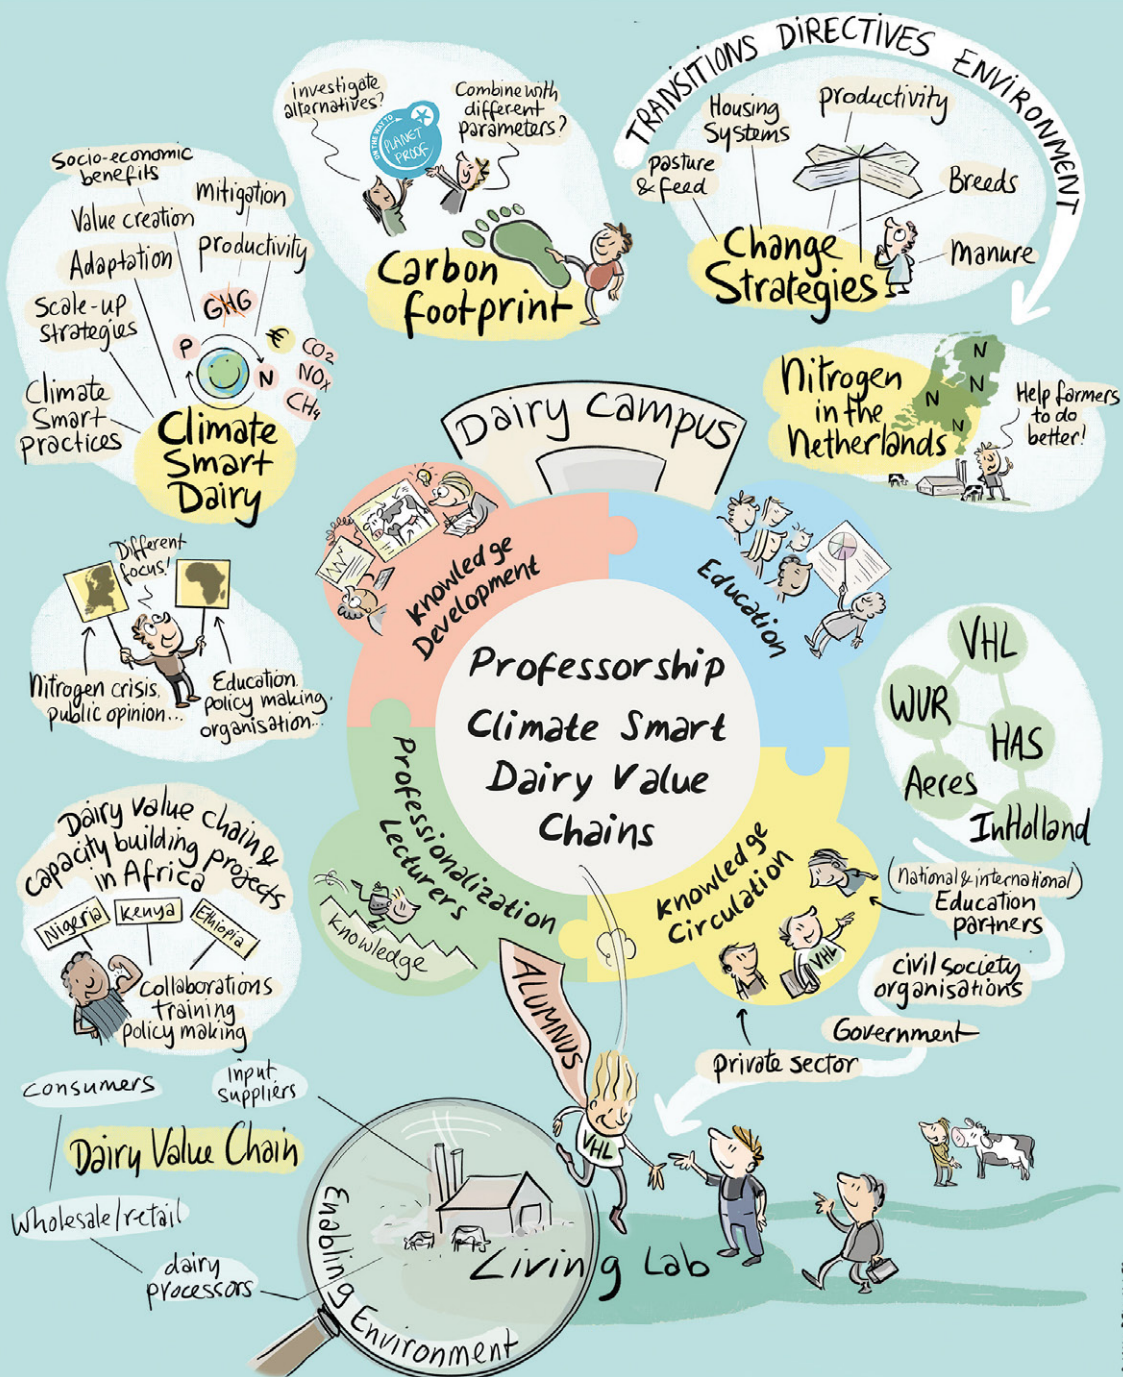 TRANSITIONS DIRECTIVES ENVIRONMENT
investigate
alternatives?
ON THE WAY TO
PLANET
PROOF
Combine with
different
parameters?
Carbon
footprint
Housing
Systems
productivity
pasture
& feed
Breeds
manure
Change
Strategies
Socio-economic
benefits
mitigation
Value creation
productivity
Adaptation
Scale-up
strategies
Climate
Smart
practices
GHG
P
N
€
CO2
NOx
CH4
Climate
Smart
Dairy
Nitrogen
in the
Netherlands
N
N
N
N
Help farmers
to do
better!
Dairy Campus
Knowledge
Development
Education
Professorship
Climate Smart
Dairy Value
Chains
Professionalization
Lecturers
Knowledge
Knowledge
Circulation
VHL
Different
focus!
Nitrogen crisis,
public opinion...
Education,
policy making,
organisation...
VHL
WUR
HAS
Aeres
InHolland
(National & international)
Education
partners
civil society
organisations
Government
private sector
Dairy value chain &
capacity building projects
in Africa
Nigeria
Kenya
Ethiopia
Collaborations
training
policy making
consumers
input
suppliers
Dairy Value Chain
wholesale/retail
dairy
processors
Enabling Environment
ALUMNUS
VHL
Living Lab